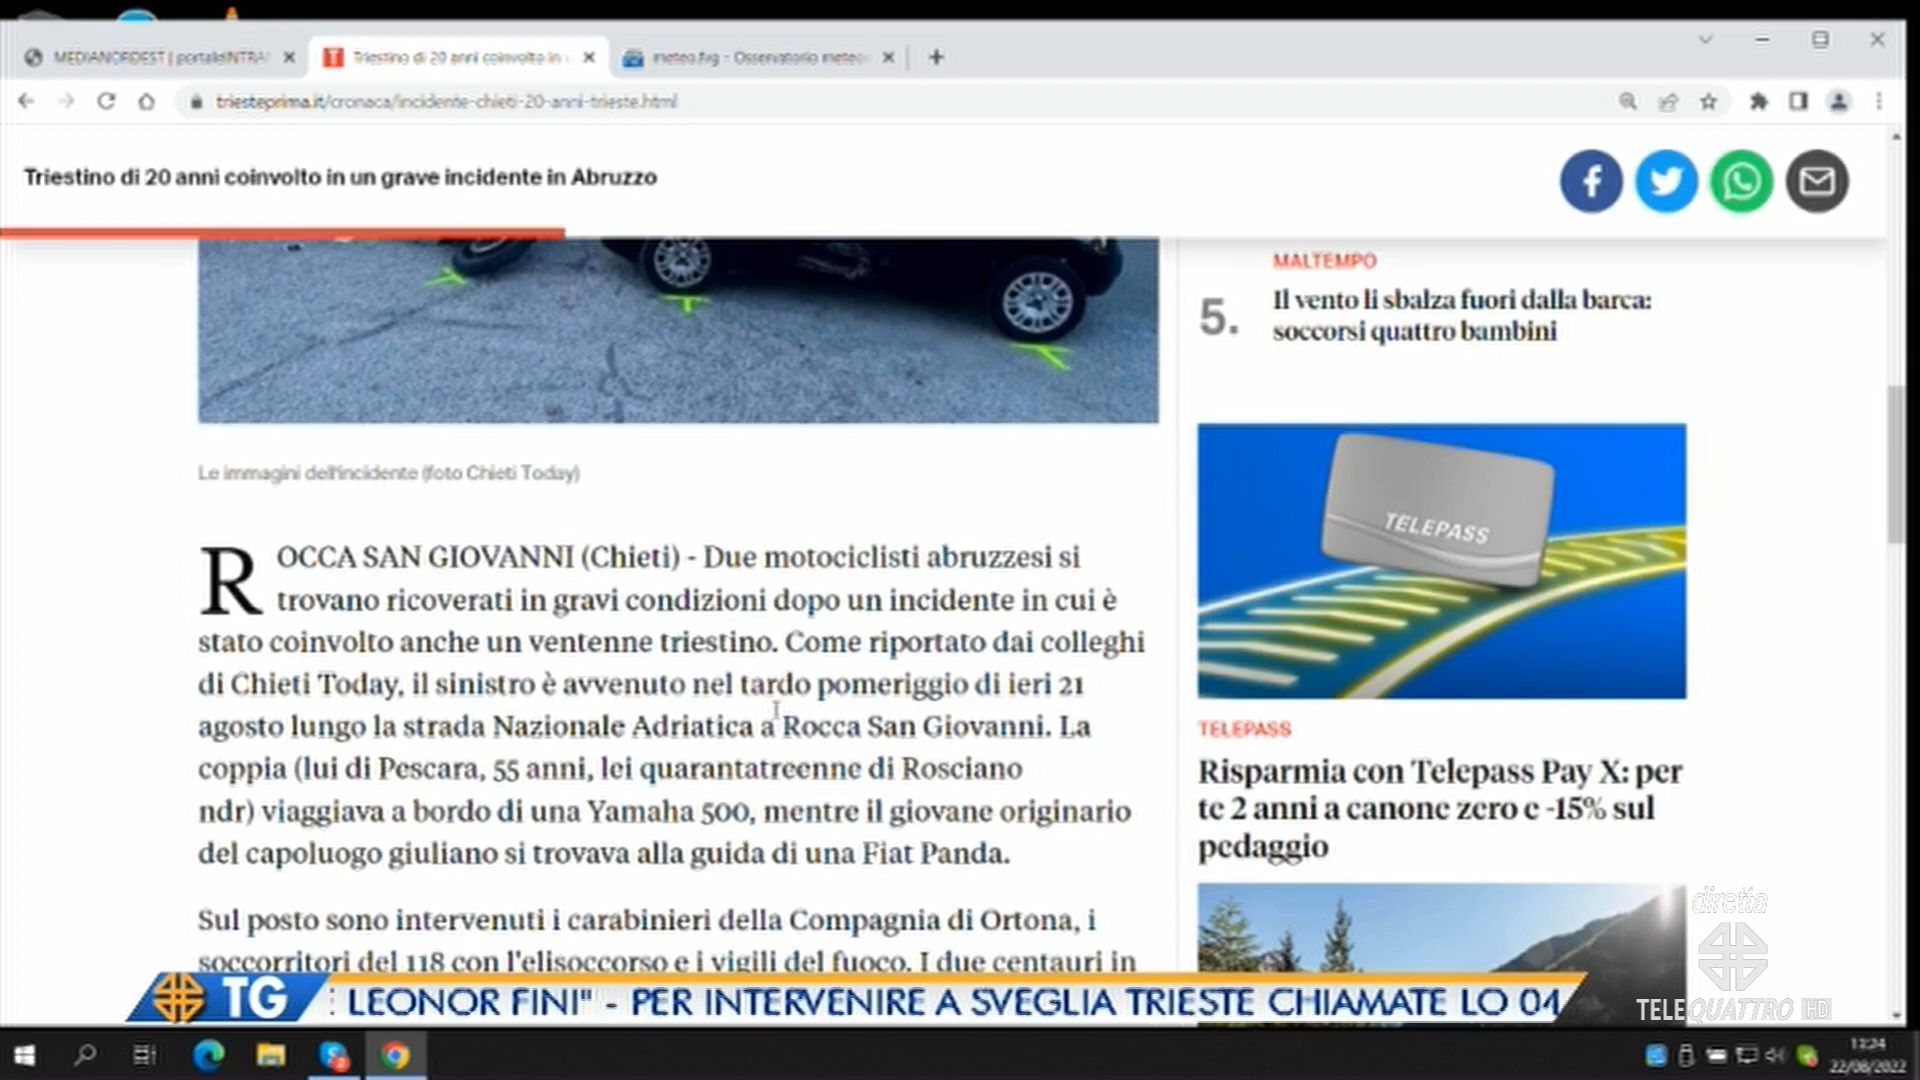 MEDIANORDEST | portale
Triestino di 20 anni coinvolto in
meteo.fvg - Osservatorio meteo
triesteprima.it/cronaca/incidente-chieti-20-anni-trieste.html
Triestino di 20 anni coinvolto in un grave incidente in Abruzzo
MALTEMPO
5. Il vento li sbalza fuori dalla barca:
soccorsi quattro bambini
TELEPASS
Le immagini dell'incidente (foto Chieti Today)
ROCCA SAN GIOVANNI (Chieti) - Due motociclisti abruzzesi si
trovano ricoverati in gravi condizioni dopo un incidente in cui è
stato coinvolto anche un ventenne triestino. Come riportato dai colleghi
di Chieti Today, il sinistro è avvenuto nel tardo pomeriggio di ieri 21
agosto lungo la strada Nazionale Adriatica a Rocca San Giovanni. La
coppia (lui di Pescara, 55 anni, lei quarantatreenne di Rosciano
ndr) viaggiava a bordo di una Yamaha 500, mentre il giovane originario
del capoluogo giuliano si trovava alla guida di una Fiat Panda.
Sul posto sono intervenuti i carabinieri della Compagnia di Ortona, i
soccorritori del 118 con l'elisoccorso e i vigili del fuoco. I due centauri in
TELEPASS
Risparmia con Telepass Pay X: per
te 2 anni a canone zero e -15% sul
pedaggio
diretta
TELEQUATTRO HD
TG : LEONOR FINI" - PER INTERVENIRE A SVEGLIA TRIESTE CHIAMATE LO 04
22/08/2022